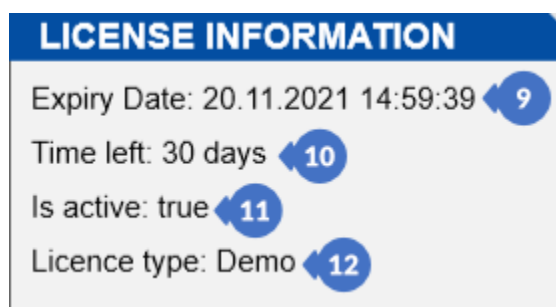 LICENSE INFORMATION
Expiry Date: 20.11.2021 14:59:39 9
Time left: 30 days 10
Is active: true 11
Licence type: Demo 12